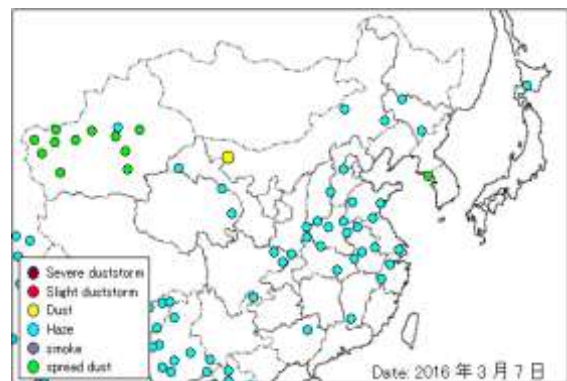 Severe duststorm
Slight duststorm
Dust
Haze
smoke
spread dust
Date: 2016 年 3 月 7 日